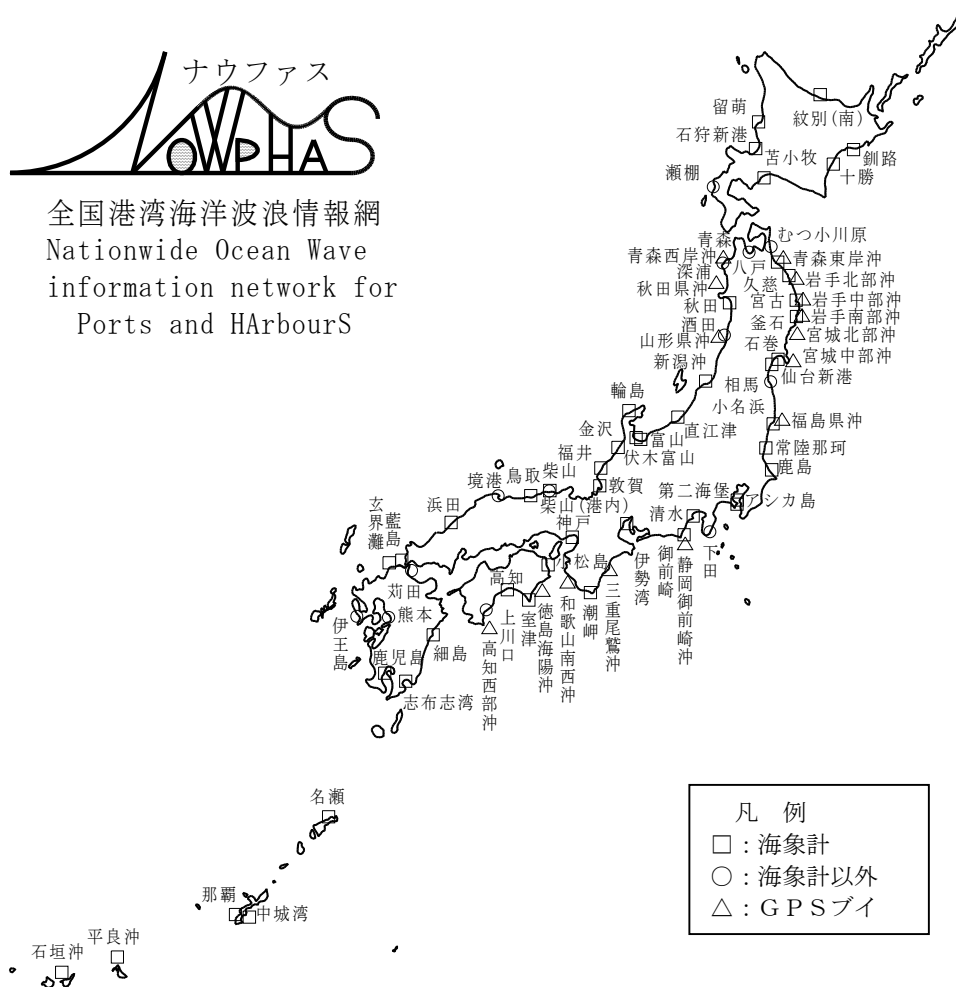 ナウファス
NOWPHAS
全国港湾海洋波浪情報網
Nationwide Ocean Wave
information network for
Ports and HArbourS
留萌
紋別(南)
石狩新港
苫小牧
釧路
十勝
瀬棚
青森
むつ小川原
青森西岸沖
八戸
青森東岸沖
深浦
久慈
岩手北部沖
秋田県沖
秋田
宮古
岩手中部沖
釜石
岩手南部沖
酒田
山形県沖
宮城北部沖
石巻
宮城中部沖
新潟沖
相馬
仙台新港
輪島
小名浜
福島県沖
金沢
富山
直江津
伏木富山
常陸那珂
福井
鹿島
敦賀
境港
鳥取
柴山
柴山(港内)
第二海堡
アシカ島
清水
神戸
浜田
玄界灘
藍島
小松島
高知
苅田
熊本
伊王島
鹿児島
細島
志布志湾
高知西部沖
上川口
室津
徳島海陽沖
和歌山南西沖
潮岬
三重尾鷲沖
伊勢湾
御前崎
静岡御前崎沖
下田
名瀬
那覇
中城湾
平良沖
石垣沖
凡 例
□:海象計
○:海象計以外
△:GPSブイ